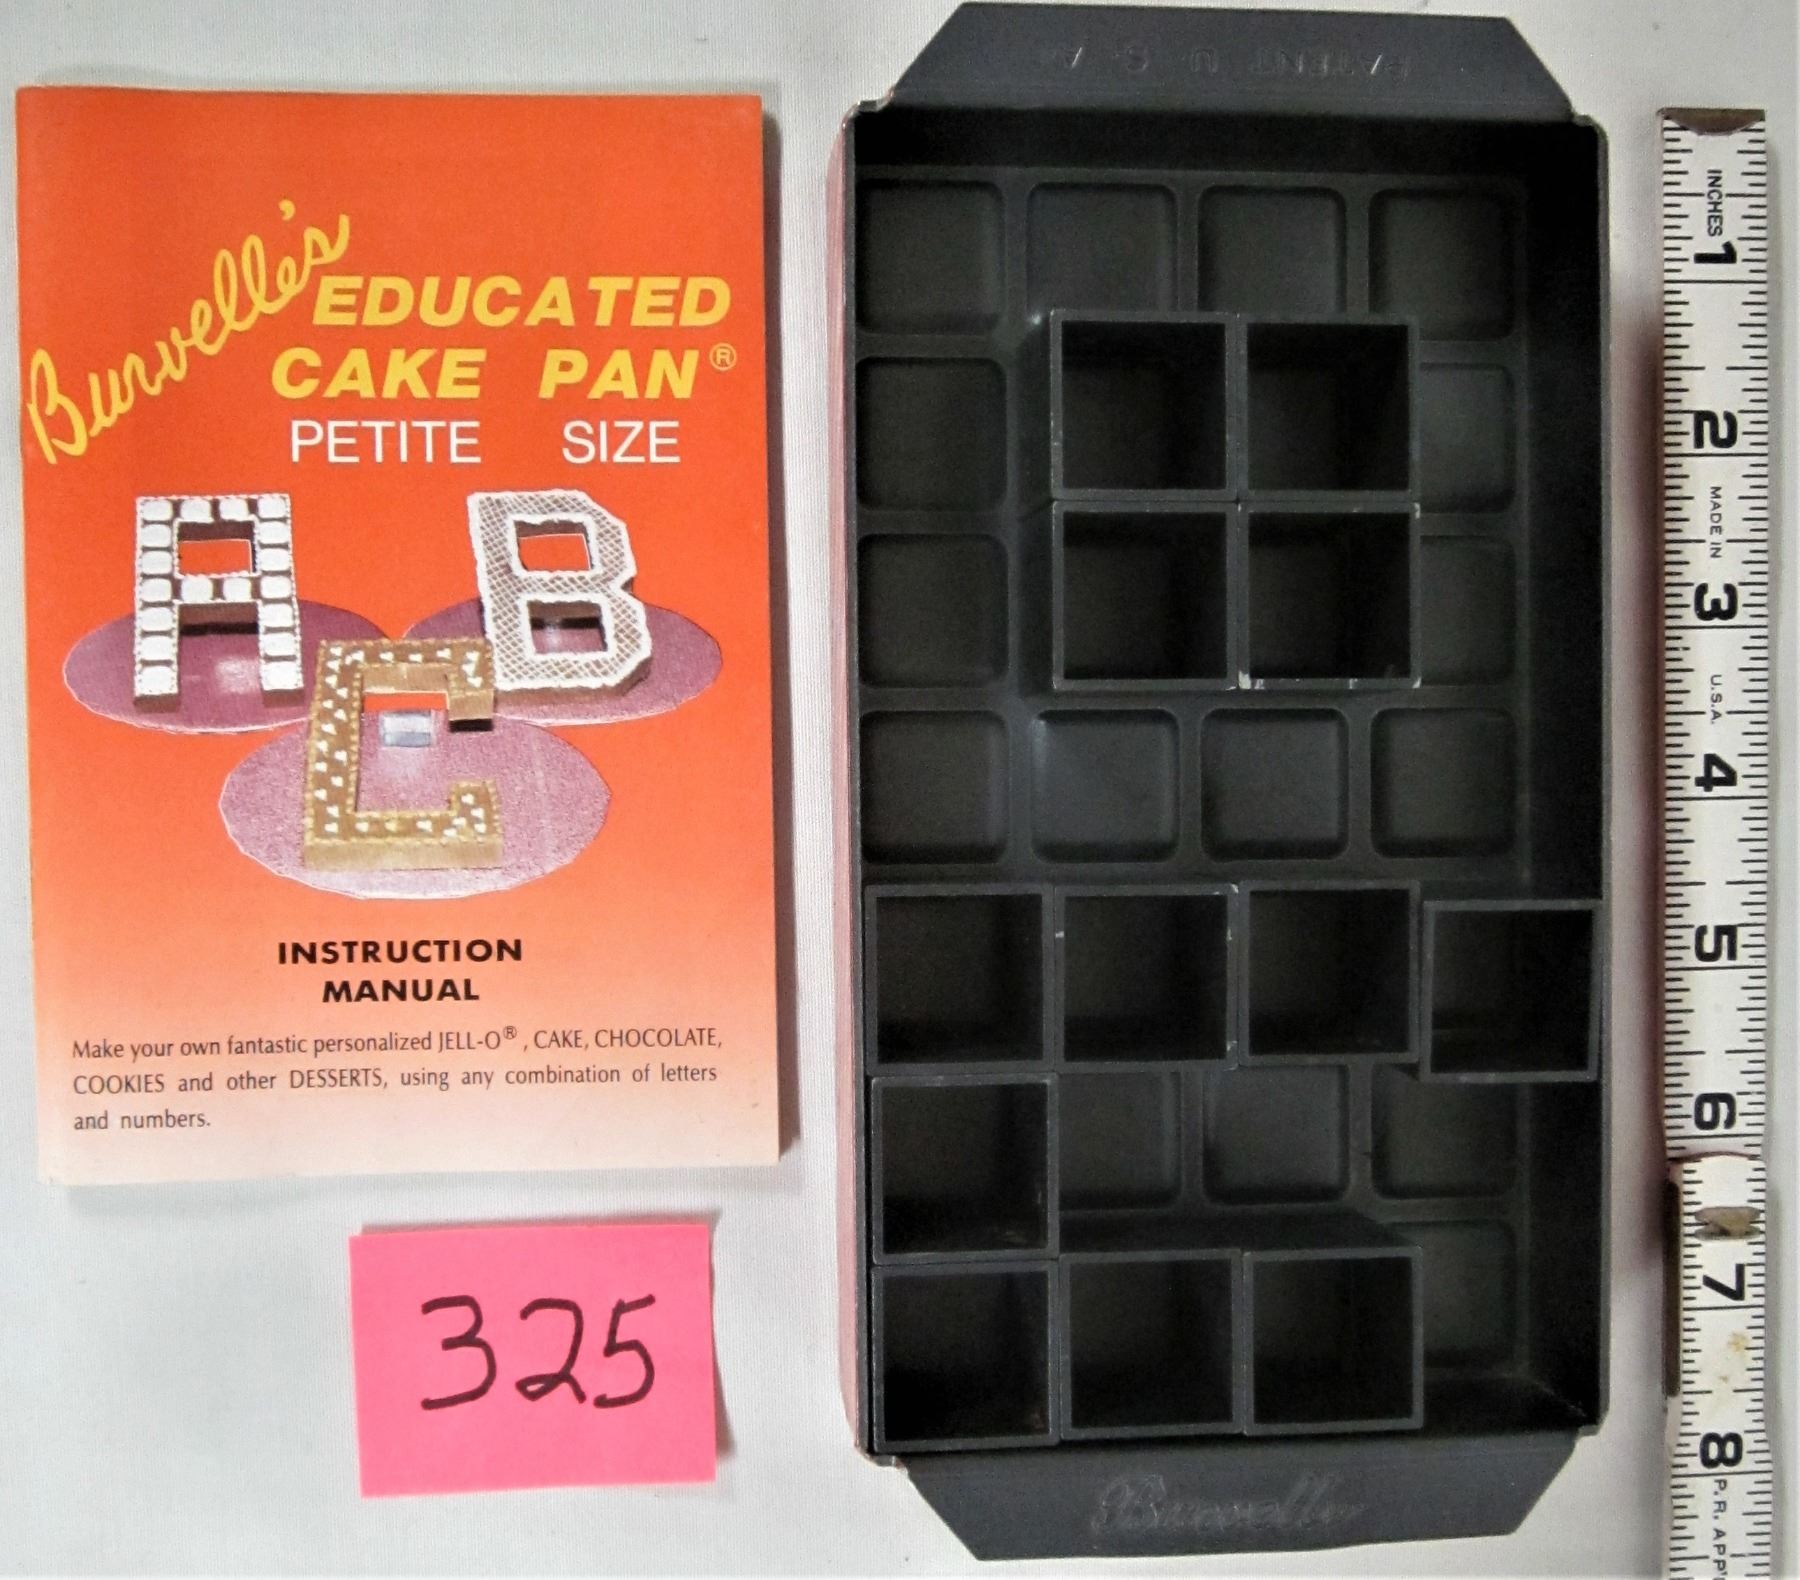 Burvelle's
EDUCATED
CAKE PAN®
PETITE SIZE
INSTRUCTION
MANUAL
Make your own fantastic personalized JELL-O®, CAKE, CHOCOLATE,
COOKIES and other DESSERTS, using any combination of letters
and numbers.
325
PATENT U S A
Burvelle
INCHES 1
2
MADE IN
3
U.S.A.
4
5
6
7
8
P.R. APP'